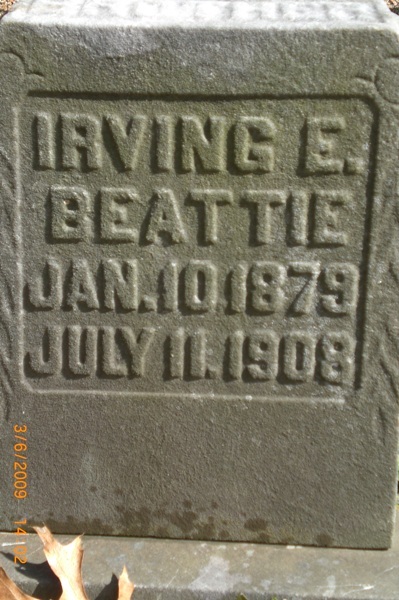 IRVING E.
BEATTIE
JAN. 10. 1879
JULY 11. 1908
3/6/2009 14:02